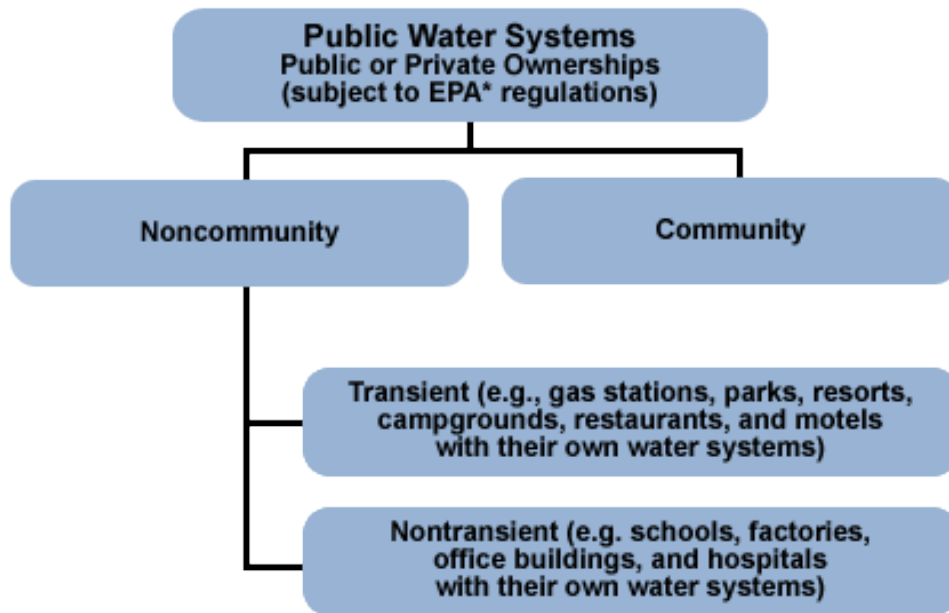 Public Water Systems
Public or Private Ownerships
(subject to EPA* regulations)
Noncommunity
Community
Transient (e.g., gas stations, parks, resorts,
campgrounds, restaurants, and motels
with their own water systems)
Nontransient (e.g. schools, factories,
office buildings, and hospitals
with their own water systems)